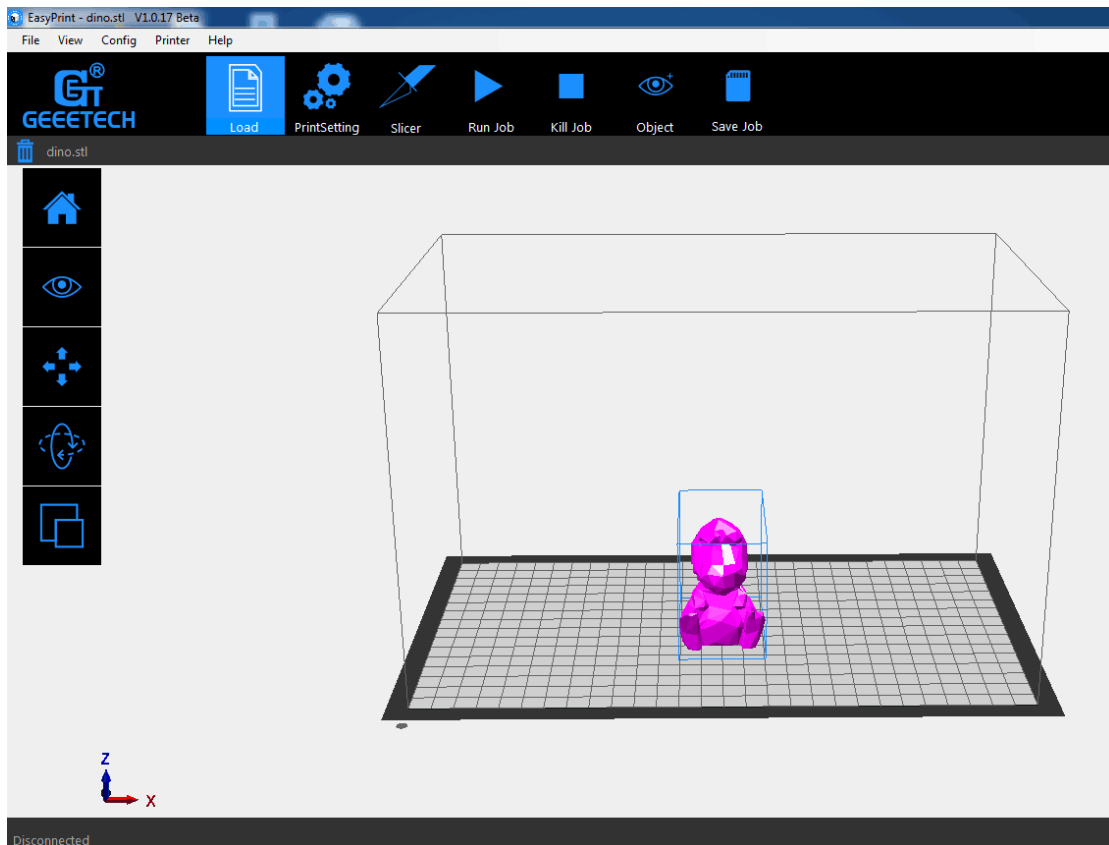 EasyPrint - dino.stl V1.0.17 Beta
File View Config Printer Help
GEEETECH®
Load PrintSetting Slicer Run Job Kill Job Object Save Job
dino.stl
Z
X
Disconnected